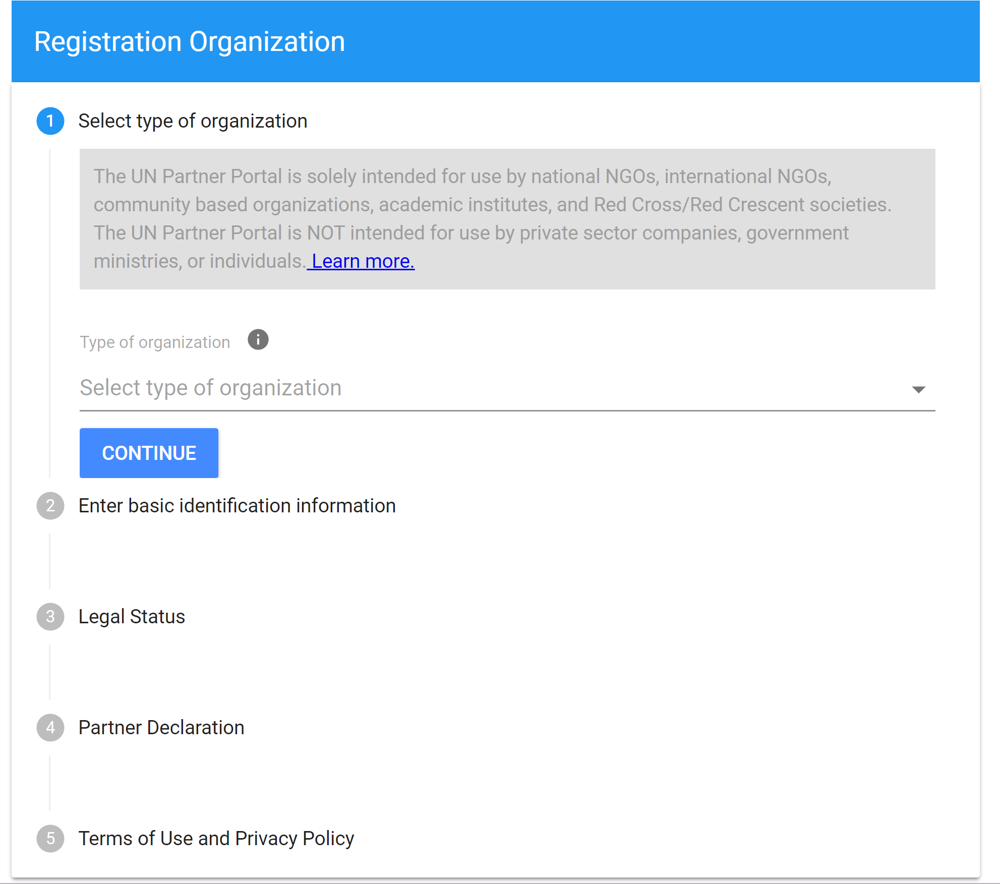 Registration Organization
1 Select type of organization
The UN Partner Portal is solely intended for use by national NGOs, international NGOs,
community based organizations, academic institutes, and Red Cross/Red Crescent societies.
The UN Partner Portal is NOT intended for use by private sector companies, government
ministries, or individuals. Learn more.
Type of organization i
Select type of organization
CONTINUE
2 Enter basic identification information
3 Legal Status
4 Partner Declaration
5 Terms of Use and Privacy Policy